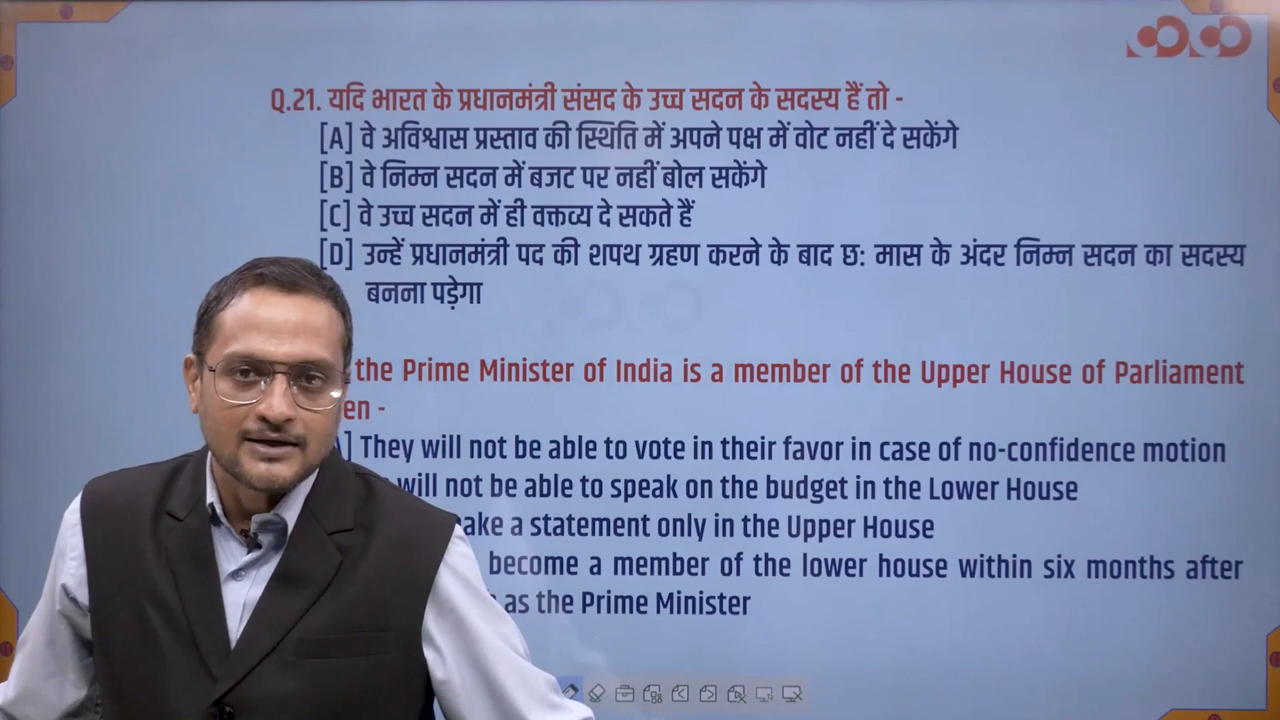 Q.21. यदि भारत के प्रधानमंत्री संसद के उच्च सदन के सदस्य हैं तो -
[A] वे अविश्वास प्रस्ताव की स्थिति में अपने पक्ष में वोट नहीं दे सकेंगे
[B] वे निम्न सदन में बजट पर नहीं बोल सकेंगे
[C] वे उच्च सदन में ही वक्तव्य दे सकते हैं
[D] उन्हें प्रधानमंत्री पद की शपथ ग्रहण करने के बाद छः मास के अंदर निम्न सदन का सदस्य
बनना पड़ेगा
the Prime Minister of India is a member of the Upper House of Parliament
en -
] They will not be able to vote in their favor in case of no-confidence motion
will not be able to speak on the budget in the Lower House
ake a statement only in the Upper House
become a member of the lower house within six months after
as the Prime Minister